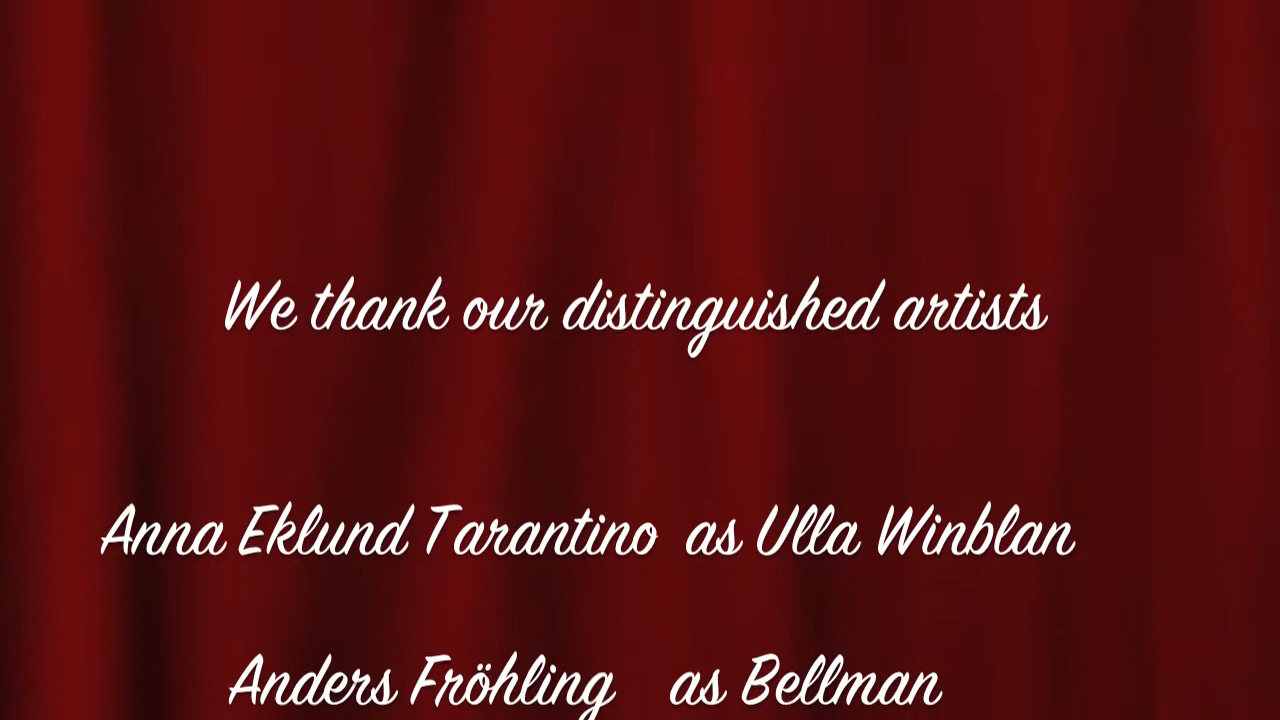 We thank our distinguished artists
Anna Eklund Tarantino as Ulla Winblan
Anders Fröhling as Bellman